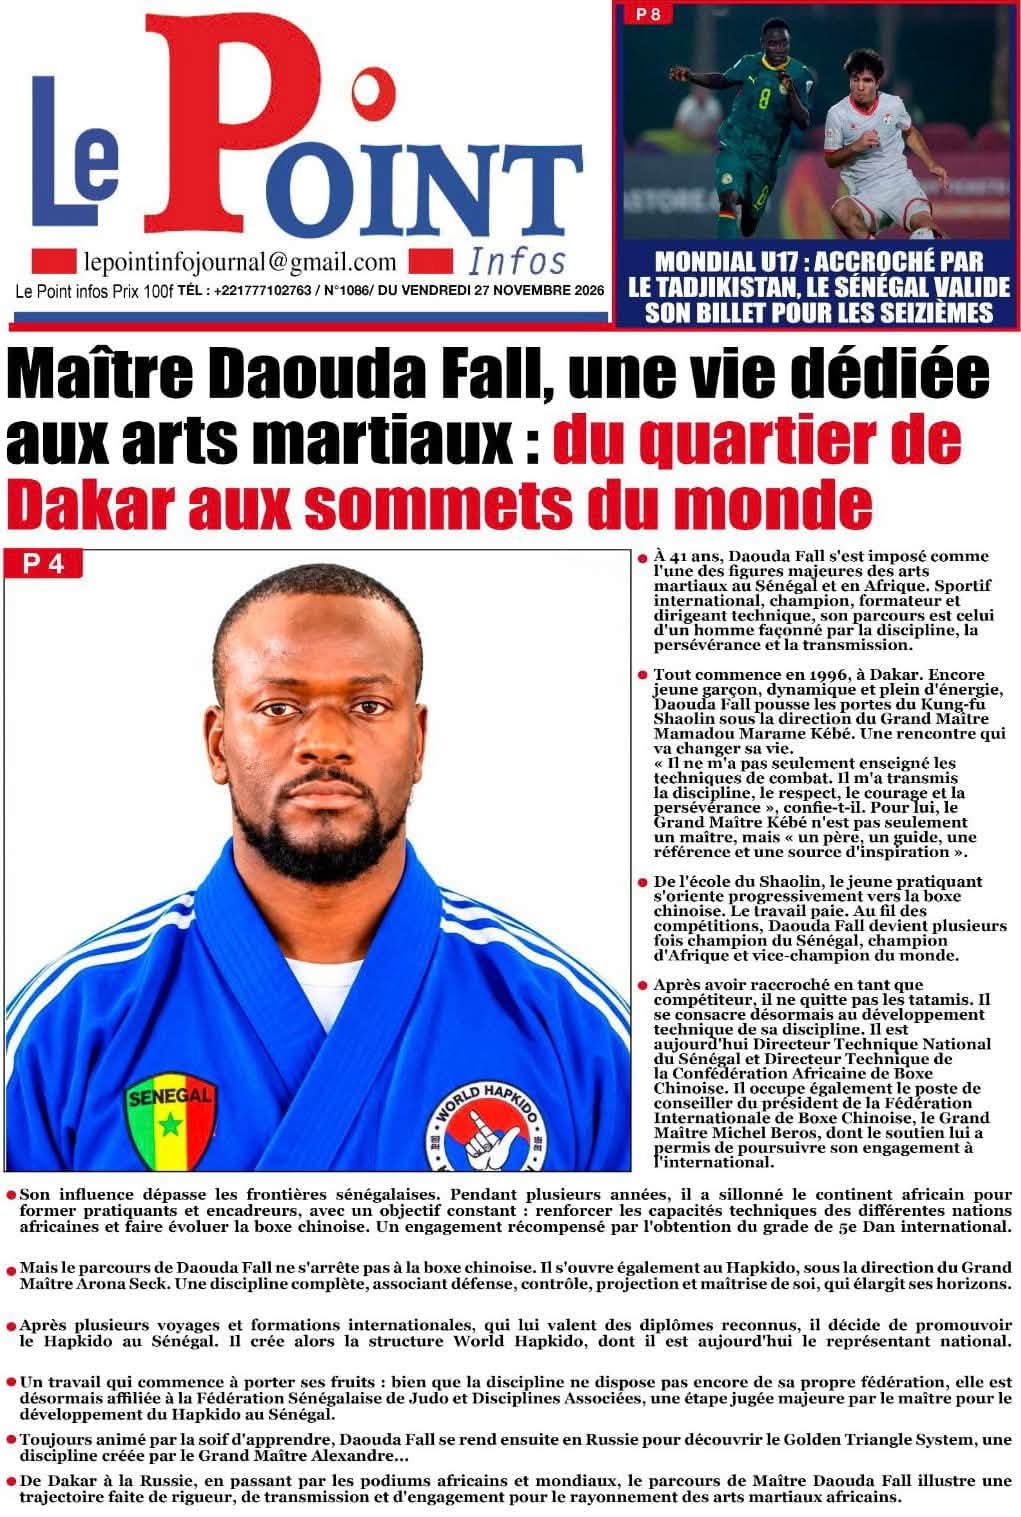 Le Point
Infos
lepointinfojournal@gmail.com
Le Point infos Prix 100f TÉL : +221777102763 / N°1086/ DU VENDREDI 27 NOVEMBRE 2026
P 8
8
ASTORE.
MONDIAL U17 : ACCROCHÉ PAR
LE TADJIKISTAN, LE SÉNÉGAL VALIDE
SON BILLET POUR LES SEIZIÈMES
Maître Daouda Fall, une vie dédiée
aux arts martiaux : du quartier de
Dakar aux sommets du monde
P 4
SENEGAL
WORLD HAPKIDO
À 41 ans, Daouda Fall s'est imposé comme
l'une des figures majeures des arts
martiaux au Sénégal et en Afrique. Sportif
international, champion, formateur et
dirigeant technique, son parcours est celui
d'un homme façonné par la discipline, la
persévérance et la transmission.
Tout commence en 1996, à Dakar. Encore
jeune garçon, dynamique et plein d'énergie,
Daouda Fall pousse les portes du Kung-fu
Shaolin sous la direction du Grand Maître
Mamadou Marame Kébé. Une rencontre qui
va changer sa vie.
« Il ne m'a pas seulement enseigné les
techniques de combat. Il m'a transmis
la discipline, le respect, le courage et la
persévérance », confie-t-il. Pour lui, le
Grand Maître Kébé n'est pas seulement
un maître, mais « un père, un guide, une
référence et une source d'inspiration ».
De l'école du Shaolin, le jeune pratiquant
s'oriente progressivement vers la boxe
chinoise. Le travail paie. Au fil des
compétitions, Daouda Fall devient plusieurs
fois champion du Sénégal, champion
d'Afrique et vice-champion du monde.
Après avoir raccroché en tant que
compétiteur, il ne quitte pas les tatamis. Il
se consacre désormais au développement
technique de sa discipline. Il est
aujourd'hui Directeur Technique National
du Sénégal et Directeur Technique de
la Confédération Africaine de Boxe
Chinoise. Il occupe également le poste de
conseiller du président de la Fédération
Internationale de Boxe Chinoise, le Grand
Maître Michel Beros, dont le soutien lui a
permis de poursuivre son engagement à
l'international.
Son influence dépasse les frontières sénégalaises. Pendant plusieurs années, il a sillonné le continent africain pour
former pratiquants et encadreurs, avec un objectif constant : renforcer les capacités techniques des différentes nations
africaines et faire évoluer la boxe chinoise. Un engagement récompensé par l'obtention du grade de 5e Dan international.
Mais le parcours de Daouda Fall ne s'arrête pas à la boxe chinoise. Il s'ouvre également au Hapkido, sous la direction du Grand
Maître Arona Seck. Une discipline complète, associant défense, contrôle, projection et maîtrise de soi, qui élargit ses horizons.
Après plusieurs voyages et formations internationales, qui lui valent des diplômes reconnus, il décide de promouvoir
le Hapkido au Sénégal. Il crée alors la structure World Hapkido, dont il est aujourd'hui le représentant national.
Un travail qui commence à porter ses fruits : bien que la discipline ne dispose pas encore de sa propre fédération, elle est
désormais affiliée à la Fédération Sénégalaise de Judo et Disciplines Associées, une étape jugée majeure par le maître pour le
développement du Hapkido au Sénégal.
Toujours animé par la soif d'apprendre, Daouda Fall se rend ensuite en Russie pour découvrir le Golden Triangle System, une
discipline créée par le Grand Maître Alexandre...
De Dakar à la Russie, en passant par les podiums africains et mondiaux, le parcours de Maître Daouda Fall illustre une
trajectoire faite de rigueur, de transmission et d'engagement pour le rayonnement des arts martiaux africains.